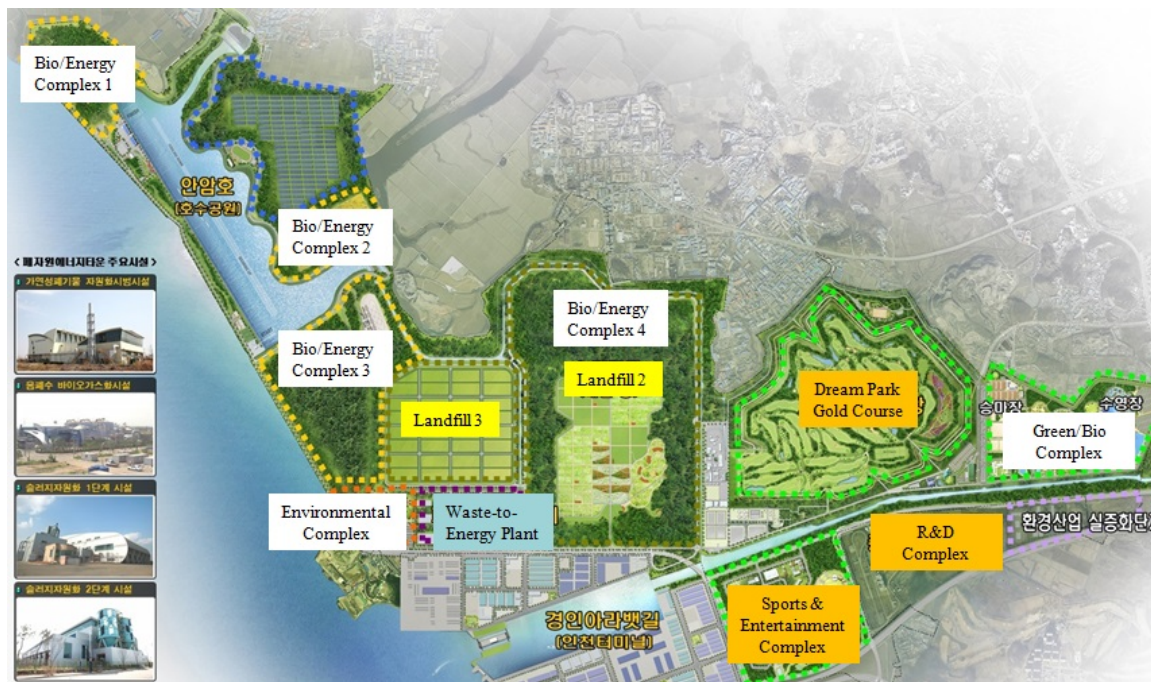 Bio/Energy
Complex 1
안암호
(호수공원)
Bio/Energy
Complex 2
< 폐자원에너지타운 주요시설 >
가연성폐기물 자원화시범시설
음폐수 바이오가스화시설
슬러지자원화 1단계 시설
슬러지자원화 2단계 시설
Bio/Energy
Complex 3
Landfill 3
Bio/Energy
Complex 4
Landfill 2
Dream Park
Gold Course
승마장
수영장
Green/Bio
Complex
Environmental
Complex
Waste-to-
Energy Plant
R&D
Complex
환경산업 실증화단
경인아라뱃길
(인천터미널)
Sports &
Entertainment
Complex